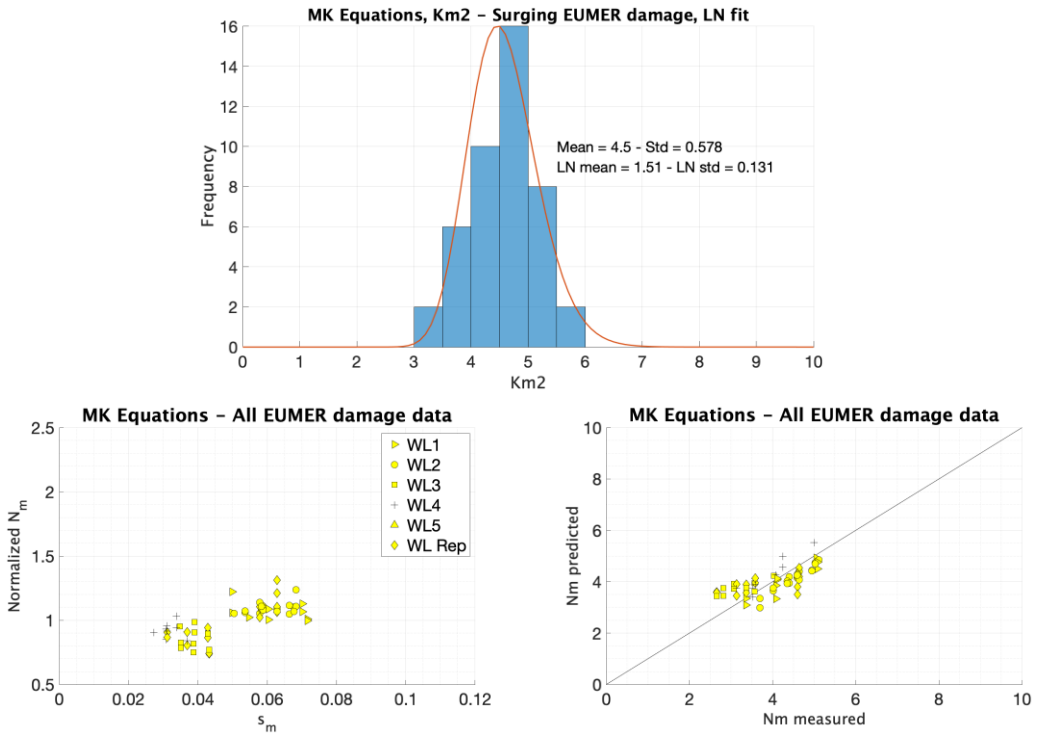 MK Equations, Km2 – Surging EUMER damage, LN fit
16
14
12
10
8
6
4
2
0
Frequency
Mean = 4.5 - Std = 0.578
LN mean = 1.51 - LN std = 0.131
0 1 2 3 4 5 6 7 8 9 10
Km2
MK Equations – All EUMER damage data
2.5
2
1.5
1
0.5
Normalized N_m
WL1
WL2
WL3
WL4
WL5
WL Rep
0 0.02 0.04 0.06 0.08 0.1 0.12
s_m
MK Equations – All EUMER damage data
10
8
6
4
2
0
Nm predicted
0 2 4 6 8 10
Nm measured